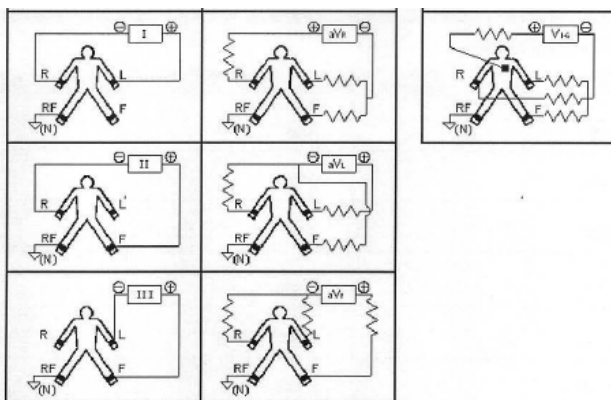 ⊖ I ⊕
R L
RF F
(N)
⊕ aVR ⊖
R L
RF F
(N)
⊕ V1-6 ⊖
R L
RF F
(N)
⊖ II ⊕
R L'
RF F
(N)
⊖ aVL ⊕
R L
RF F
(N)
⊖ III ⊕
R L
RF F
(N)
⊖ aVF ⊕
R L
RF F
(N)